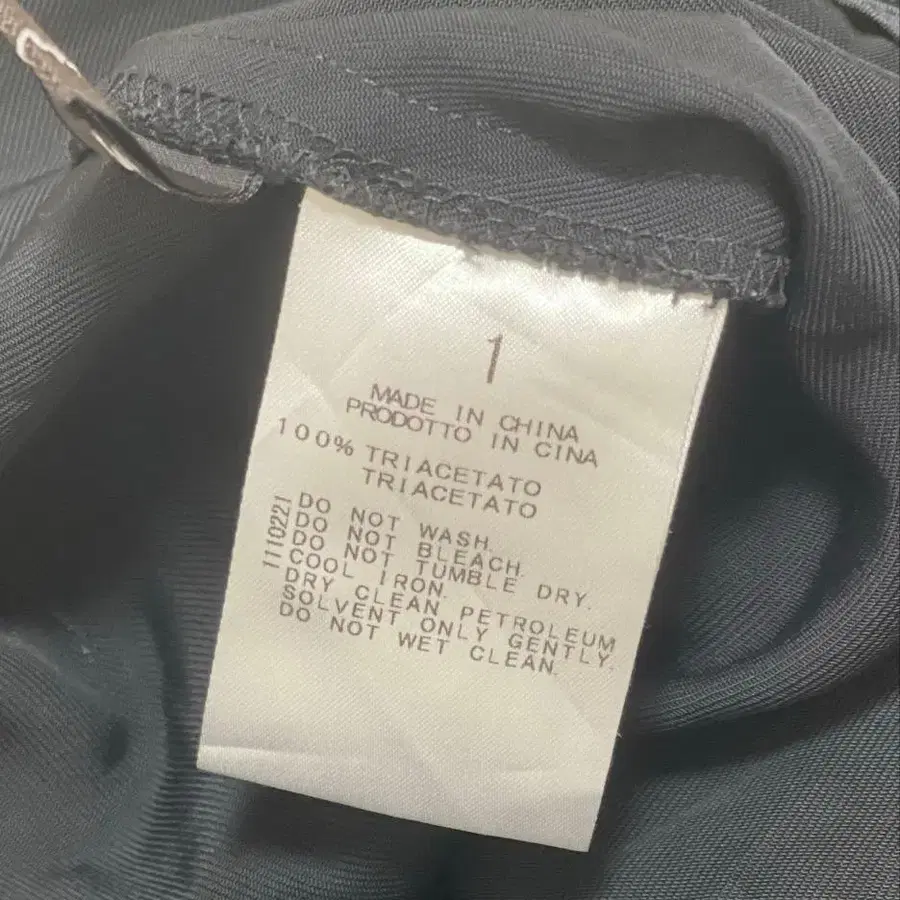 1
MADE IN CHINA
PRODOTTO IN CINA
100% TRIACETATO
TRIACETATO
DO NOT WASH.
DO NOT BLEACH.
DO NOT TUMBLE DRY.
COOL IRON.
DRY CLEAN PETROLEUM
SOLVENT ONLY GENTLY.
DO NOT WET CLEAN.
1110221